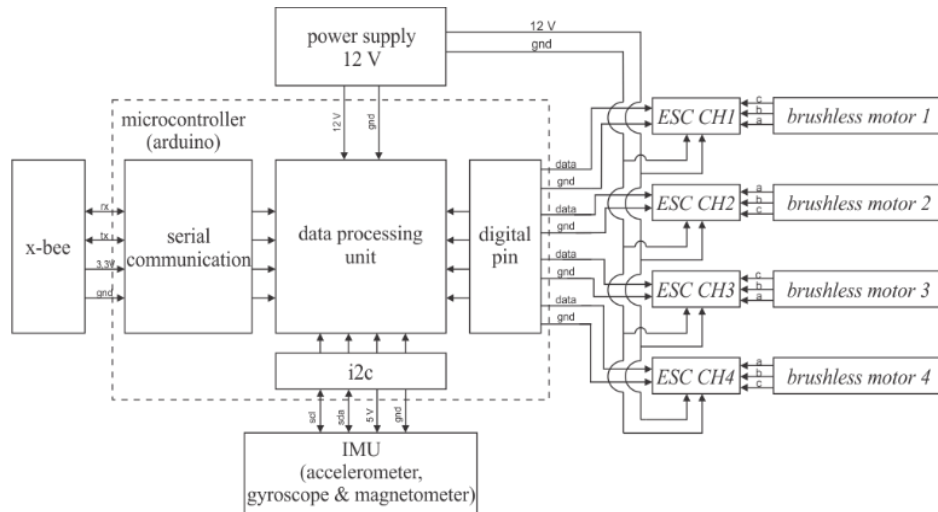 power supply
12 V
12 V
gnd
12 V
gnd
microcontroller
(arduino)
x-bee
rx
tx
3.3V
gnd
serial
communication
data processing
unit
digital
pin
data
gnd
data
gnd
data
gnd
data
gnd
ESC CH1
c
b
a
brushless motor 1
ESC CH2
a
b
c
brushless motor 2
ESC CH3
c
b
a
brushless motor 3
ESC CH4
a
b
c
brushless motor 4
i2c
scl
sda
5 V
gnd
IMU
(accelerometer,
gyroscope & magnetometer)